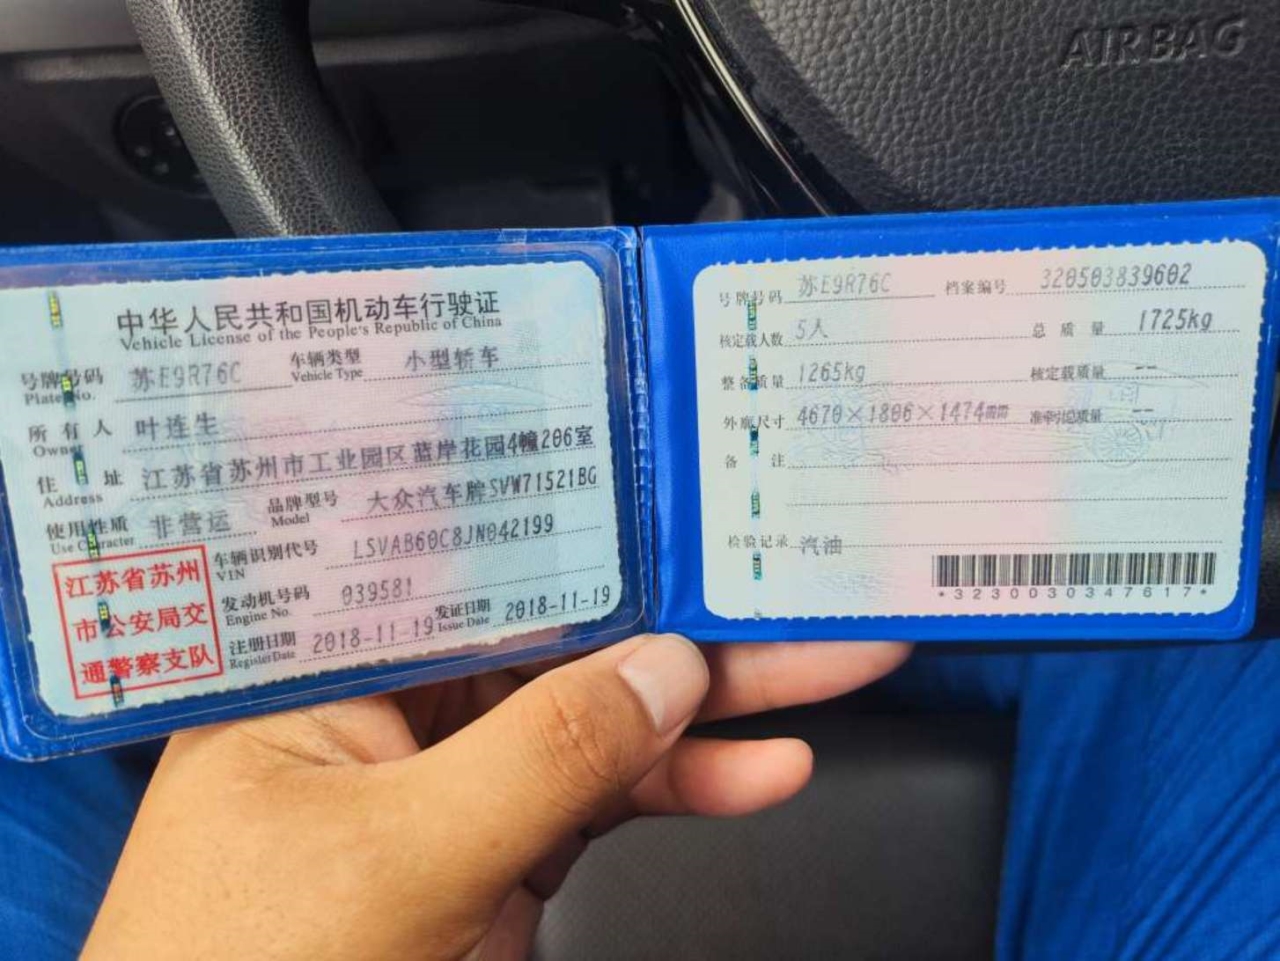 AIRBAG
中华人民共和国机动车行驶证
Vehicle License of the People's Republic of China
号牌号码 苏E9R76C 车辆类型 小型轿车
Plate No. Vehicle Type
所有人 叶连生
Owner
住址 江苏省苏州市工业园区蓝岸花园4幢206室
Address
使用性质 非营运 品牌型号 大众汽车牌SVW71521BG
Use Character Model
车辆识别代号 LSVAB60C8JN042199
VIN
发动机号码 039581
Engine No.
注册日期 2018-11-19 发证日期 2018-11-19
Register Date Issue Date
江苏省苏州
市公安局交
通警察支队
号牌号码 苏E9R76C 档案编号 320503839602
核定载人数 5人 总质量 1725kg
整备质量 1265kg 核定载质量 --
外廓尺寸 4670×1806×1474mm 准牵引总质量 --
备注
检验记录 汽油
*3230030347617*